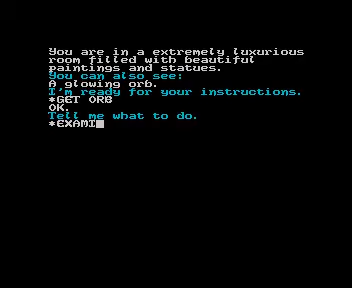 You are in a extremely luxurious
room filled with beautiful
paintings and statues.
You can also see:
A glowing orb.
I'm ready for your instructions.
*GET ORB
OK.
Tell me what to do.
*EXAMI